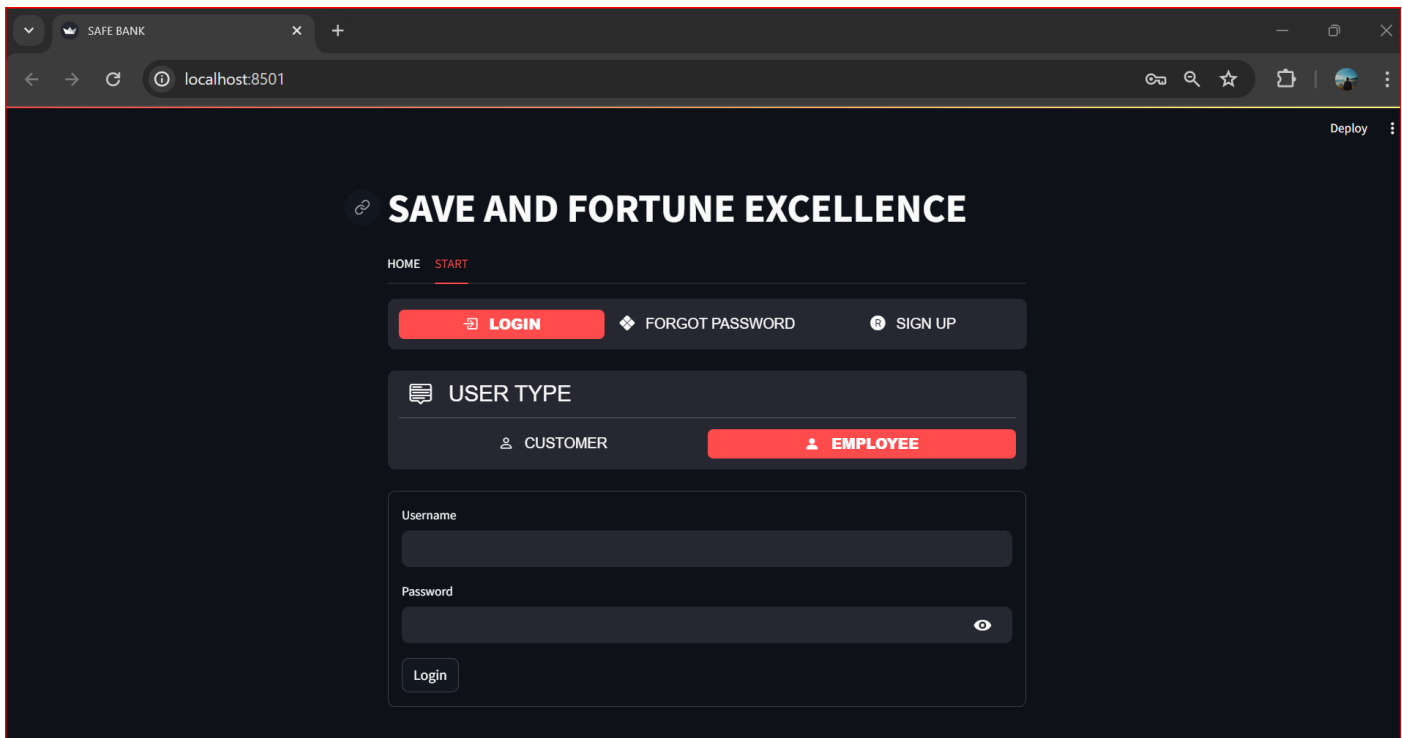 SAFE BANK
localhost:8501
Deploy
SAVE AND FORTUNE EXCELLENCE
HOME START
LOGIN FORGOT PASSWORD R SIGN UP
USER TYPE
CUSTOMER EMPLOYEE
Username
Password
Login